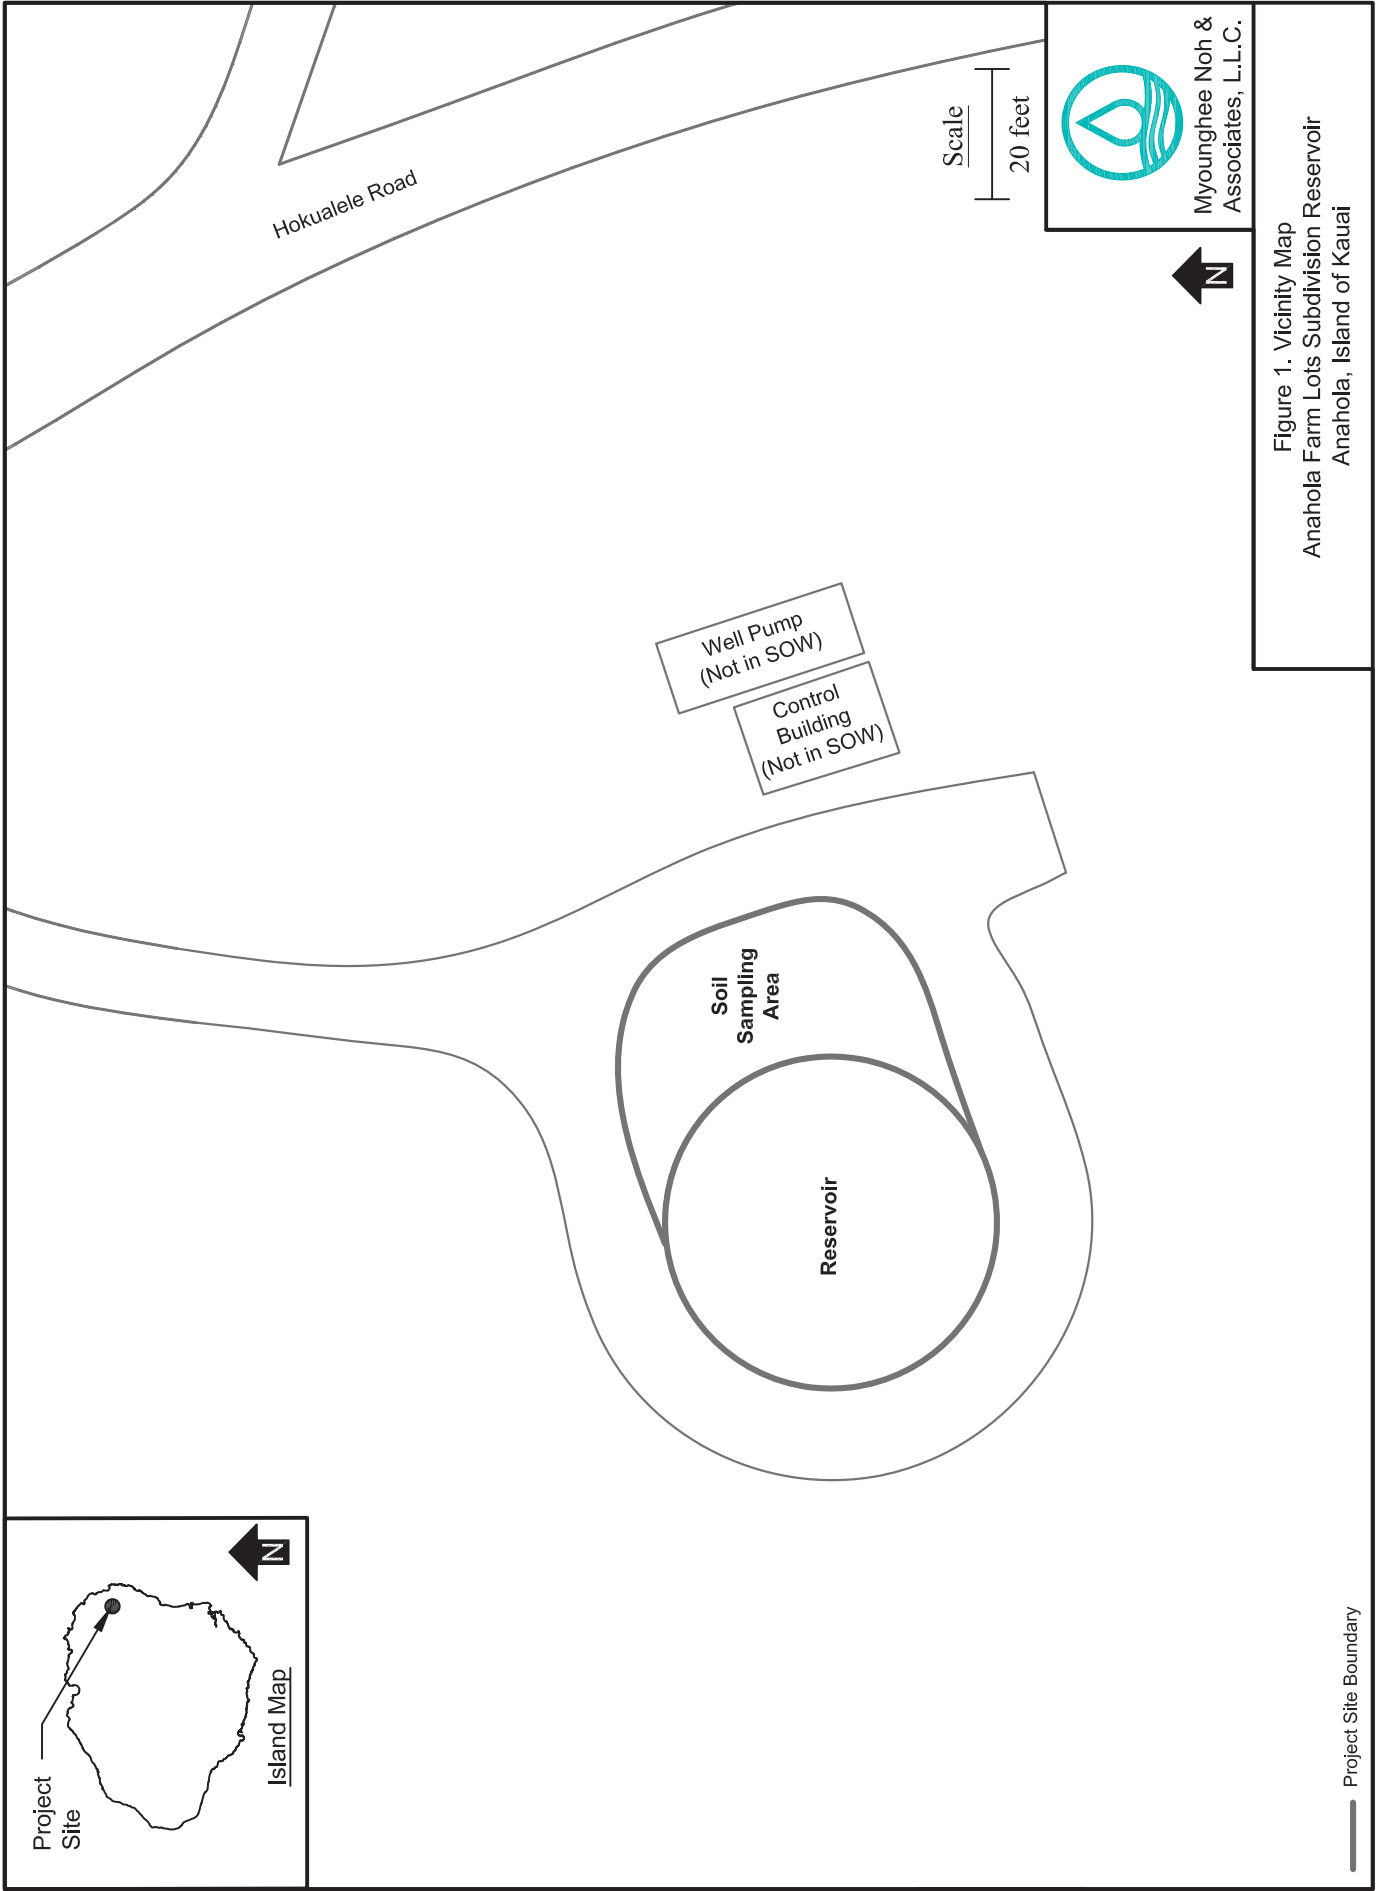 Project
Site
Island Map
N
Hokualele Road
Well Pump
(Not in SOW)
Control
Building
(Not in SOW)
Soil
Sampling
Area
Reservoir
Scale
20 feet
N
Myounghee Noh &
Associates, L.L.C.
Project Site Boundary
Figure 1. Vicinity Map
Anahola Farm Lots Subdivision Reservoir
Anahola, Island of Kauai